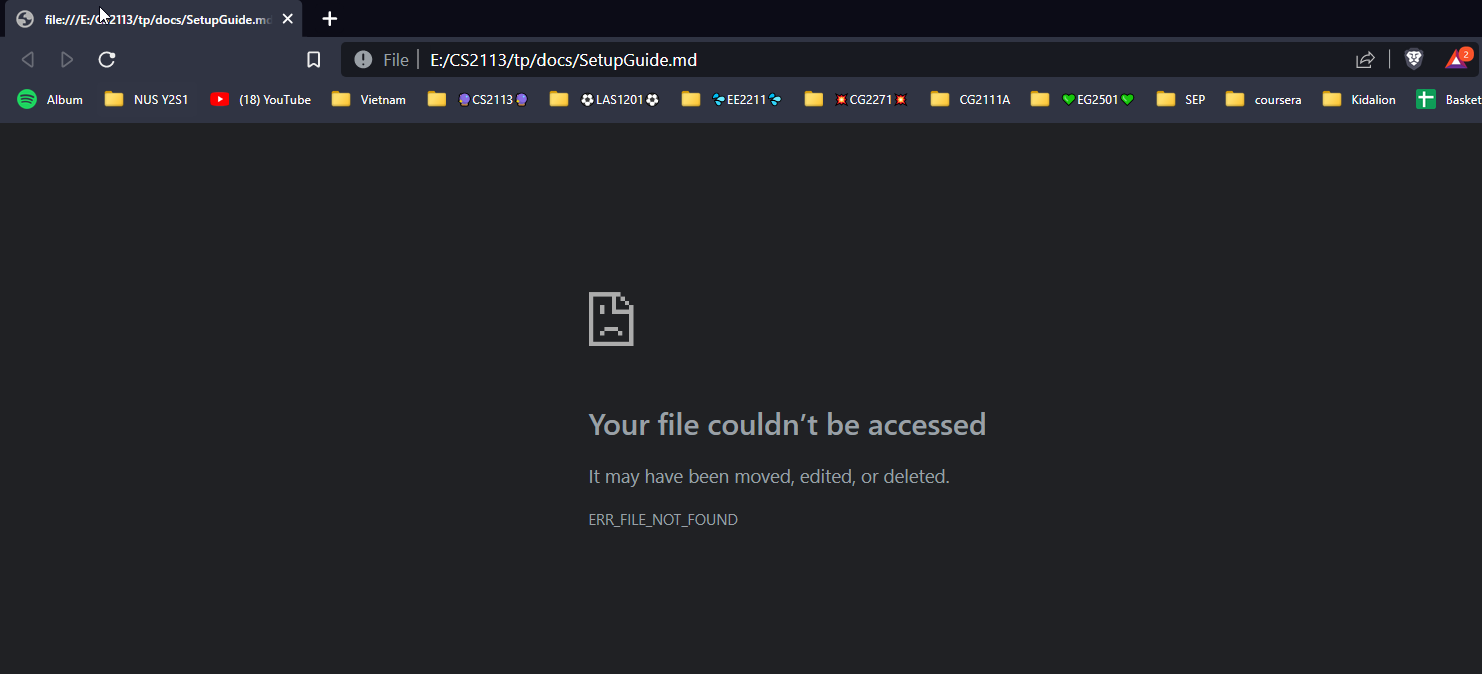 file:///E:/CS2113/tp/docs/SetupGuide.md
File E:/CS2113/tp/docs/SetupGuide.md 2
Album NUS Y2S1 (18) YouTube Vietnam 🔮CS2113🔮 ⚽LAS1201⚽ 💦EE2211💦 💥CG2271💥 CG2111A 💚EG2501💚 SEP coursera Kidalion Basket
Your file couldn’t be accessed
It may have been moved, edited, or deleted.
ERR_FILE_NOT_FOUND